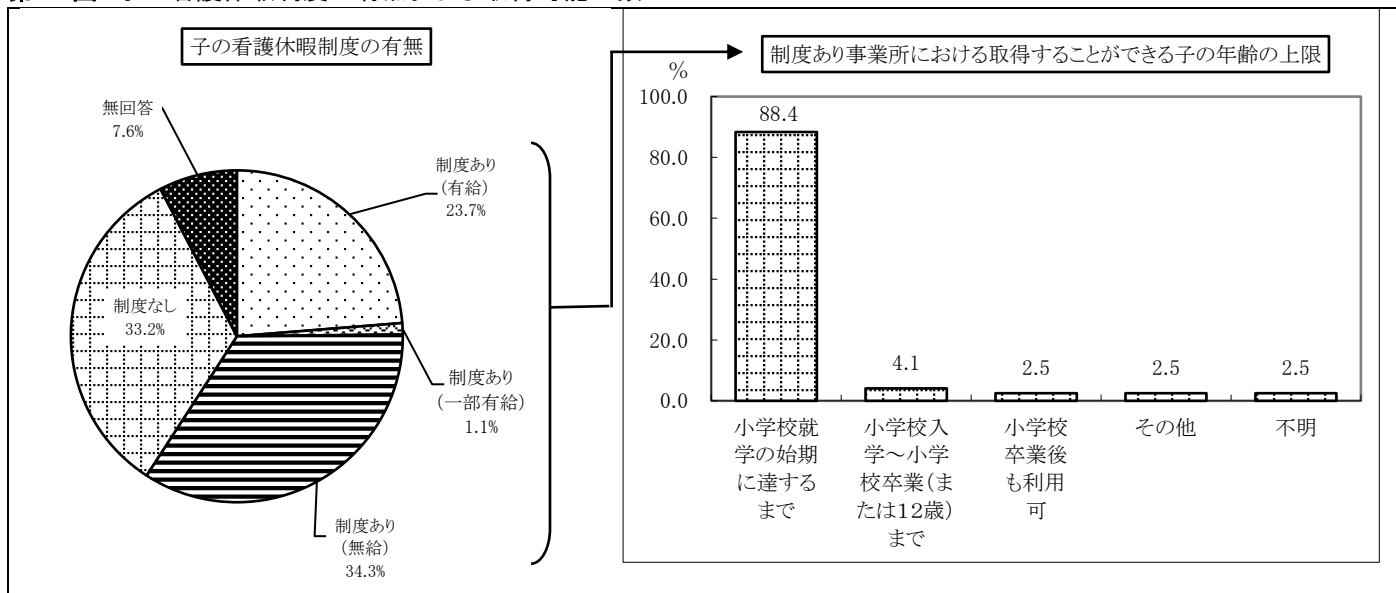 子の看護休暇制度の有無
無回答
7.6%
制度あり
(有給)
23.7%
制度なし
33.2%
制度あり
(一部有給)
1.1%
制度あり
(無給)
34.3%
制度あり事業所における取得することができる子の年齢の上限
%
100.0
80.0
60.0
40.0
20.0
0.0
88.4
4.1
2.5
2.5
2.5
小学校就
学の始期
に達する
まで
小学校入
学～小学
校卒業(ま
たは12歳)
まで
小学校
卒業後
も利用
可
その他
不明